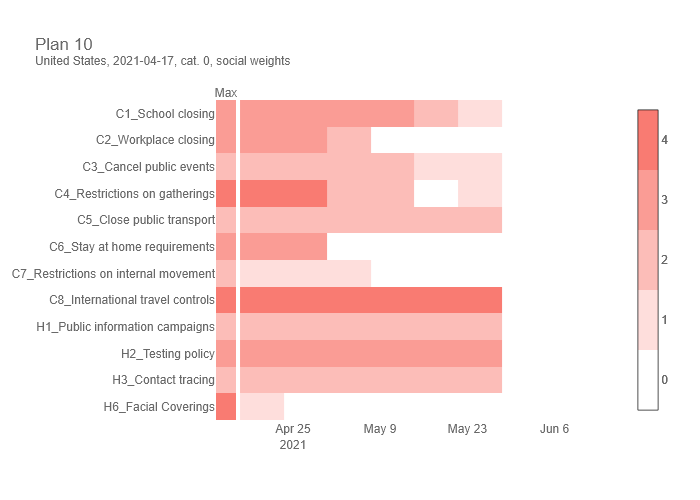 Plan 10
United States, 2021-04-17, cat. 0, social weights
Max
C1_School closing
C2_Workplace closing
C3_Cancel public events
C4_Restrictions on gatherings
C5_Close public transport
C6_Stay at home requirements
C7_Restrictions on internal movement
C8_International travel controls
H1_Public information campaigns
H2_Testing policy
H3_Contact tracing
H6_Facial Coverings
Apr 25 May 9 May 23 Jun 6
2021
4
3
2
1
0